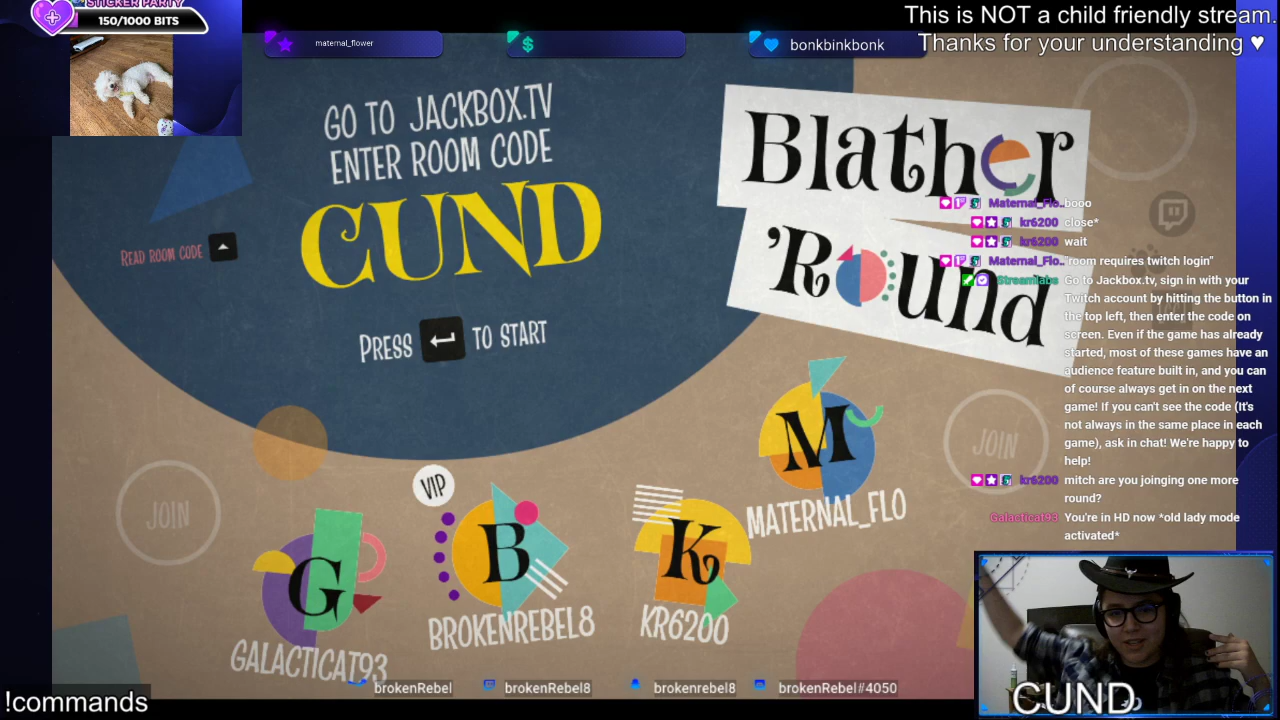 STICKER PARTY
150/1000 BITS
This is NOT a child friendly stream.
Thanks for your understanding ♥
maternal_flower
bonkbinkbonk
GO TO JACKBOX.TV
ENTER ROOM CODE
CUND
READ ROOM CODE
PRESS TO START
Blather
'Round
Maternal_Flo.. booo
kr6200 close*
kr6200 wait
Maternal_Flo.. "room requires twitch login"
Streamlabs Go to Jackbox.tv, sign in with your
Twitch account by hitting the button in
the top left, then enter the code on
screen. Even if the game has already
started, most of these games have an
audience feature built in, and you can
of course always get in on the next
game! If you can't see the code (It's
not always in the same place in each
game), ask in chat! We're happy to
help!
kr6200 mitch are you joinging one more
round?
Galacticat93 You're in HD now *old lady mode
activated*
JOIN
JOIN
VIP
M
MATERNAL_FLO
G
GALACTICAT93
B
BROKENREBEL8
K
KR6200
!commands
brokenRebel
brokenRebel8
brokenrebel8
brokenRebel#4050
CUND